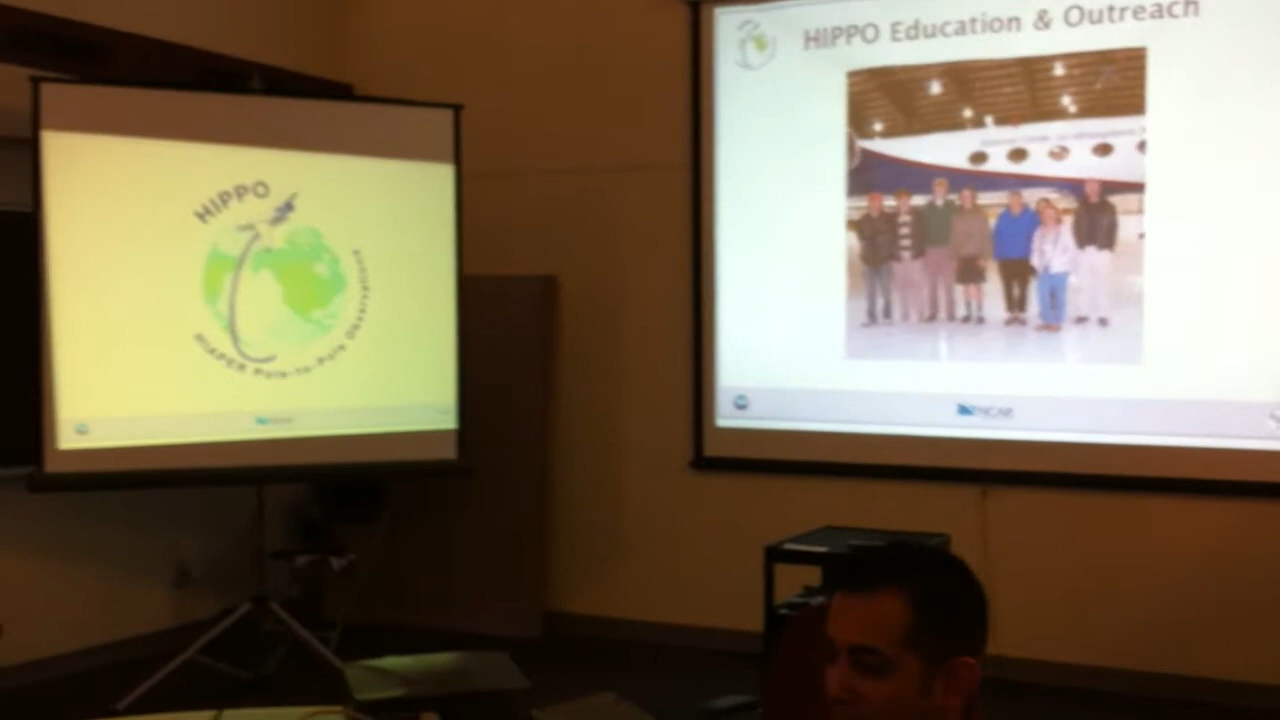 HIPPO
HIAPER Pole-to-Pole Observations
HIPPO Education & Outreach
NCAR